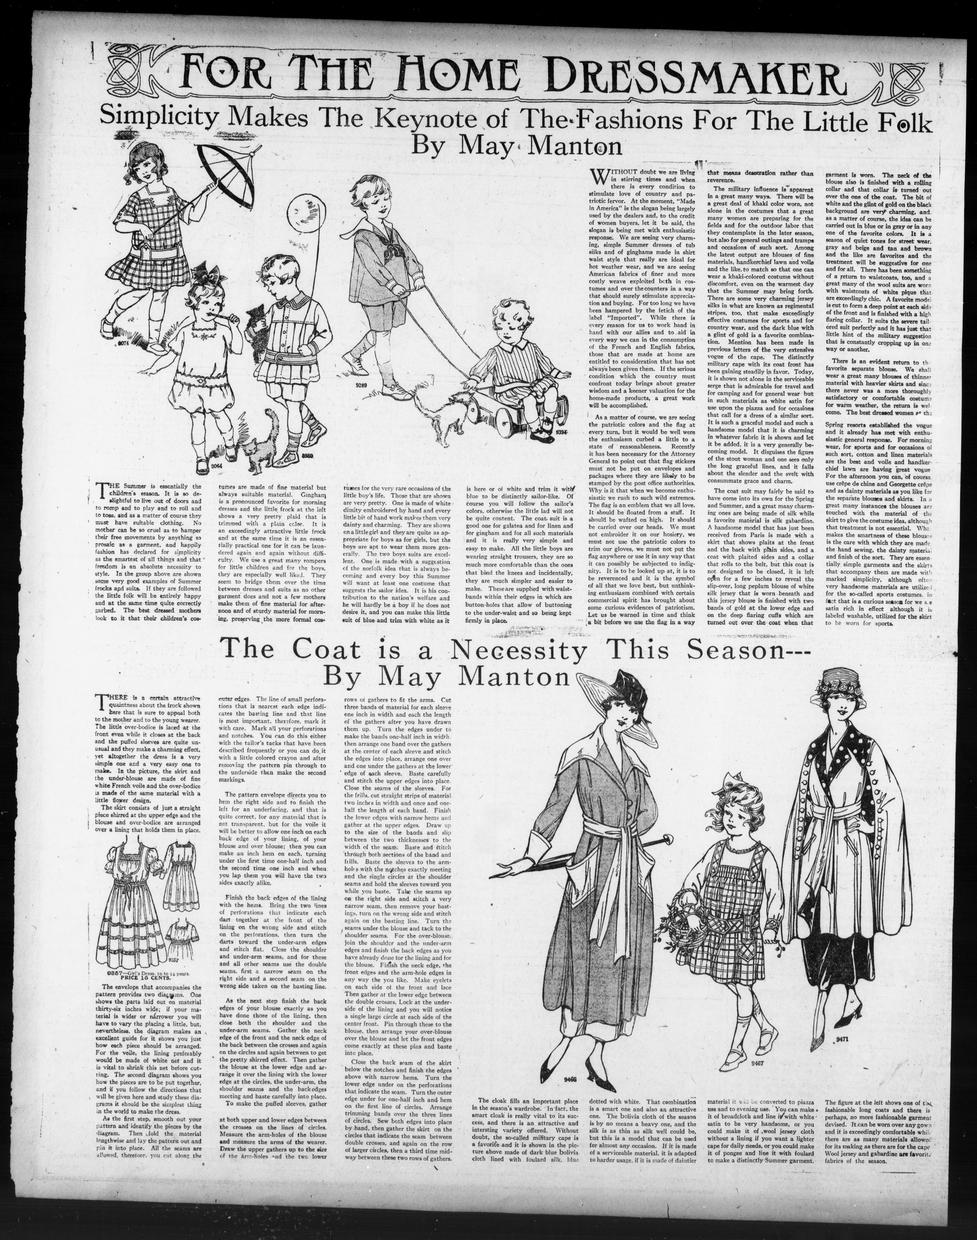 FOR THE HOME DRESSMAKER
Simplicity Makes The Keynote of The Fashions For The Little Folk
By May Manton
THE Summer is essentially the
children's season. It is so de-
lightful to live out of doors and
to romp and to play and to roll and
to toss, and as a matter of course they
must have suitable clothing. No
mother can be so cruel as to hamper
their free movements by anything so
prosaic as a garment, and happily
fashion has declared for simplicity
as the smartest of all things and that
freedom is an absolute necessity to
style. In the group above are shown
some very good examples of Summer
frocks and suits. If they are followed
the little folk will be entirely happy
and at the same time quite correctly
garbed. The best dressed mothers
look to it that their children's cos-
tumes are made of fine material but
always suitable material. Gingham
is a pronounced favorite for morning
dresses and the little frock at the left
shows a very pretty plaid that is
trimmed with a plain color. It is
an exceedingly attractive little frock
and at the same time it is an essen-
tially practical one for it can be laun-
dered again and again without diffi-
culty. We use a great many rompers
for little children and for the boys,
they are especially well liked. They
seem to bridge them over the time
between dresses and suits as no other
garment does and not a few mothers
make them of fine material for after-
noon and of sturdy material for morn-
ing, preserving the more formal cos-
tumes for the very rare occasions of the
little boy's life. Those that are shown
are very pretty. One is made of white
dimity embroidered by hand and every
little bit of hand work makes them very
dainty and charming. They are shown
on a little girl and they are quite as ap-
propriate for boys as for girls, but the
boys are apt to wear them more gen-
erally. The two boys suits are excel-
lent. One is made with a suggestion
of the norfolk idea that is always be-
coming and every boy this Summer
must have at least one costume that
suggests the sailor idea. It is his con-
tribution to the nation's welfare and
he will hardly be a boy if he does not
desire it, and you can make this little
suit of blue and trim with white as it
is here or of white and trim it with
blue to be distinctly sailor-like. Of
course you will follow the sailor's
colors, otherwise the little lad will not
be quite content. The coat suit is a
good one for galatea and for linen and
for gingham and for all such materials
and it is really very simple and
easy to make. All the little boys are
wearing straight trousers, they are so
much more comfortable than the ones
that bind the knees and incidentally,
they are much simpler and easier to
make. These are supplied with waist-
bands within their edges in which are
button-holes that allow of buttoning
to the under-waist and so being kept
firmly in place.
WITHOUT doubt we are living
in stirring times and when
there is every condition to
stimulate love of country and pa-
triotic fervor. At the moment, "Made
in America" is the slogan being largely
used by the dealers and, to the credit
of women buyers, let it be said, the
slogan is being met with enthusiastic
response. We are seeing very charm-
ing, simple Summer dresses of tub
silks and of ginghams made in shirt
waist style that really are ideal for
hot weather wear, and we are seeing
American fabrics of finer and more
costly weave exploited both in cos-
tumes and over the counters in a way
that should surely stimulate apprecia-
tion and buying. For too long we have
been hampered by the fetich of the
label "Imported". While there is
every reason for us to work hand in
hand with our allies and to aid in
every way we can in the consumption
of the French and English fabrics,
those that are made at home are
entitled to consideration that has not
always been given them. If the serious
condition which the country must
confront today brings about greater
wisdom and a keener valuation for the
home-made products, a great work
will be accomplished.
As a matter of course, we are seeing
the patriotic colors and the flag at
every turn, but it would be well were
the enthusiasm curbed a little to a
state of reasonableness. Recently
it has been necessary for the Attorney
General to point out that flag stickers
must not be put on envelopes and
packages where they are likely to be
stamped by the post office authorities.
Why is it that when we become enthu-
siastic we rush to such wild extremes.
The flag is an emblem that we all love.
It should be floated from a staff. It
should be wafted on high. It should
be carried over our heads. We must
not embroider it on our hosiery, we
must not use the patriotic colors to
trim our gloves, we must not put the
flag anywhere or use it in any way that
it can possibly be subjected to indig-
nity. It is to be looked up at, it is to
be reverenced and it is the symbol
of all that we love best, but enthusi-
ing enthusiasm combined with certain
commercial spirit has brought about
some curious evidences of patriotism.
Let us be warned in time and think
a bit before we use the flag in a way
that means desecration rather than
reverence.
The military influence is apparent
in a great many ways. There will be
a great deal of khaki color worn, not
alone in the costumes that a great
many women are preparing for the
fields and for the outdoor labor that
they contemplate in the later season,
but also for general outings and tramps
and occasions of such sort. Among
the latest output are blouses of fine
materials, handkerchief lawn and voiles
and the like, to match so that one can
wear a khaki-colored costume without
discomfort, even on the warmest day
that the Summer may bring forth.
There are some very charming jersey
silks in what are known as regimental
stripes, too, that make exceedingly
effective costumes for sports and for
country wear, and the dark blue with
a glint of gold is a favorite combina-
tion. Mention has been made in
previous letters of the very extensive
vogue of the cape. The distinctly
military cape with its coat front has
been gaining steadily in favor. Today,
it is shown not alone in the serviceable
serge that is admirable for travel and
for camping and for general wear but
in such materials as white satin for
use upon the piazza and for occasions
that call for a dress of a similar sort.
It is such a graceful model and such a
handsome model that it is charming
in whatever fabric it is shown and let
it be added, it is a very generally be-
coming model. It disguises the figure
of the stout woman and one sees only
the long graceful lines, and it falls
about the slender and the svelt with
consummate grace and charm.
The coat suit may fairly be said to
have come into its own for the Spring
and Summer, and a great many charm-
ing ones are being made of silk while
a favorite material is silk gabardine.
A handsome model that has just been
received from Paris is made with a
skirt that shows plaits at the front
and the back with plain sides, and a
coat with plaited sides and a collar
that rolls to the belt, but this coat is
not designed to be closed, it is left
open for a few inches to reveal the
slip-over, long peplum blouse of white
silk jersey that is worn beneath and
this jersey blouse is finished with two
bands of gold at the lower edge and
on the deep flaring cuffs which are
turned out over the coat when that
garment is worn. The neck of the
blouse also is finished with a rolling
collar and that collar is turned out
over the one of the coat. The bit of
white and the glint of gold on the black
background are very charming, and,
as a matter of course, the idea can be
carried out in blue or in gray or in any
one of the favorite colors. It is a
season of quiet tones for street wear,
gray and beige and tan and brown
and the like are favorites and the
treatment will be suggestive for one
and for all. There has been something
of a return to waistcoats, too, and a
great many of the wool suits are worn
with waistcoats of white pique that
are exceedingly chic. A favorite model
is cut to form a deep point at each side
of the front and is finished with a high
flaring collar. It suits the severe tail-
ored suit perfectly and it has just that
little hint of the military suggestion
that is constantly cropping up in one
way or another.
There is an evident return to the
favorite separate blouse. We shall
wear a great many blouses of thinner
material with heavier skirts and since
there never was a more thoroughly
satisfactory or comfortable costume
for warm weather, the return is wel-
come. The best dressed women at the
Spring resorts established the vogue
and it already has met with enthu-
siastic general response. For morning
wear, for sports and for occasions of
such sort, cotton and linen materials
are the best and voile and handker-
chief lawn are having great vogue.
For the afternoon you can, of course,
use crêpe de chine and Georgette crêpe
and as dainty materials as you like for
the separate blouses and skirts. In a
great many instances the blouses are
touched with the material of the
skirt to give the costume idea, although
that is not essential. The one who
makes the smartness of these blouses
is the care with which they are made,
the hand sewing, the dainty material
and finish of the sort. They are essen-
tially simple garments and the skirts
that accompany them are made with
marked simplicity, although often
very handsome materials are utilized
for the so-called sports costumes. In
fact that is a curious season for we see
satin rich in effect although it is
labeled washable, utilized for the skirt
to be worn for sports.
9074
9064
8980
9289
9394
The Coat is a Necessity This Season---
By May Manton
THERE is a certain attractive
quaintness about the frock shown
here that is sure to appeal both
to the mother and to the young wearer.
The little over-bodice is laced at the
front even while it closes at the back
and the puffed sleeves are quite un-
usual and they make a charming effect,
yet altogether the dress is a very
simple one and a very easy one to
make. In the picture, the skirt and
the under-blouse are made of fine
white French voile and the over-bodice
is made of the same material with a
little flower design.
The skirt consists of just a straight
piece shirred at the upper edge and the
blouse and over-bodice are arranged
over a lining that holds them in place.
9357
9357—Girl's Dress, 10 to 14 years.
PRICE 15 CENTS.
The envelope that accompanies the
pattern provides two diagrams. One
shows the parts laid out on material
thirty-six inches wide; if your ma-
terial is wider or narrower you will
have to vary the placing a little, but,
nevertheless, the diagram makes an
excellent guide for it shows you just
how each piece should be arranged.
For the voile, the lining preferably
would be made of white net and it
is vital to shrink this net before cut-
ting. The second diagram shows you
how the pieces are to be put together,
and if you follow the directions that
will be given here and study these dia-
grams it should be the simplest thing
in the world to make the dress.
As the first step, smooth out your
pattern and identify the pieces by the
diagram. Then fold the material
lengthwise and lay the pattern out and
pin it into place. All the seams are
allowed, therefore, you cut along the
outer edges. The line of small perfora-
tions that is nearest each edge indi-
cates the basting line and that line
is most important, therefore, mark it
with care. Mark all your perforations
and notches. You can do this either
with the tailor's tacks that have been
described frequently or you can do it
with a little colored crayon and after
removing the pattern pin through to
the underside then make the second
markings.
The pattern envelope directs you to
hem the right side and to finish the
left for an underfacing, and that is
quite correct, for any material that is
not transparent, but for the voile it
will be better to allow one inch on each
back edge of your lining, of your
blouse and over blouse; then you can
make an inch hem on each, turning
under the first time one-half inch and
the second time one inch and when
you lap them you will have the two
sides exactly alike.
Finish the back edges of the lining
with the hems. Bring the two lines
of perforations that indicate each
dart together at the front of the
lining on the wrong side and stitch
darts, then turn the
darts toward the under-arm edges
and stitch flat. Close the shoulder
and under-arm seams, and for these
and all other seams use the double
seams, first a narrow seam on the
right side and a second seam on the
wrong side taken on the basting line.
As the next step finish the back
edges of your blouse exactly as you
have done those of the lining, then
close both the shoulder and the
under-arm seams. Gather the neck
edge of the front and the neck edge of
the back between the crosses and again
on the circles and again between to get
the pretty shirred effect. Then gather
the blouse at the lower edge and ar-
range it over the lining with the lower
edge at the circles, the under-arm, the
shoulder seams and the back edges
meeting and baste carefully into place.
To make the puffed sleeves, gather
at both upper and lower edges between
the crosses on the lines of circles.
Measure the arm-holes of the blouse
and measure the arms of the wearer.
Draw the upper gathers up to the size
of the arm-holes and the two lower
rows of gathers to fit the arms. Cut
three bands of material for each sleeve
one inch in width and each the length
of the gathers after you have drawn
them up. Turn the edges under to
make the bands one-half inch in width,
then arrange one band over the gathers
at the center of each sleeve and stitch
the edges into place, arrange one over
and one under the gathers at the lower
edge of each sleeve. Baste carefully
and stitch the upper edges into place.
Close the seams of the sleeves. For
the frills, cut straight strips of material
two inches in width and once and one-
half the length of each band. Finish
the lower edges with narrow hems and
gather the upper edges. Draw up
to the size of the bands and slip
between the two thicknesses to the
width of the seam. Baste and stitch
through both sections of the band and
frills. Baste the sleeves to the arm-
holes with the notches exactly meeting
and the single circles at the shoulder
seams and hold the sleeves toward you
while you baste. Take the seams up
on the right side and stitch a very
narrow seam, then remove your bast-
ings, turn on the wrong side and stitch
again on the basting line. Turn the
seams under the blouse and tack to the
shoulder seams. For the over-blouse,
join the shoulder and the under-arm
edges and finish the back edges as you
have already done for the lining and for
the blouse. Finish the neck edge, the
front edges and the arm-hole edges in
any way you like. Make eyelets
on each side of the front and lace
Then gather at the lower edge between
the double crosses. Lock at the under-
side of the lining and you will notice
a single large circle at each side of the
center front. Pin through these to the
blouse, then arrange your over-blouse
over the blouse and let the front edges
come exactly at these pins and baste
into place.
Close the back seam of the skirt
below the notches and finish the edges
above with narrow hems. Turn the
lower edge under on the perforations
that indicate the seam. Turn the outer
edge under for one-half inch and hem
on the first line of circles. Arrange
trimming bands over the three lines
of circles. Sew both edges into place
by hand, then gather the skirt on the
circles that indicate the seam between
double crosses, on the outer row
of larger circles, then a third time mid-
way between these two rows of gathers.
9466
9467
9471
The cloak fills an important place
in the season's wardrobe. In fact, the
smart cloak is really vital to its suc-
cess, and there is an attractive and
interesting variety offered. Without
doubt, the so-called military cape is
a favorite and it is shown in the pic-
ture above made of dark blue bolivia
cloth lined with foulard silk, blue
dotted with white. That combination
is a smart one and also an attractive
one. The bolivia cloth of the season
is by no means a heavy one, and the
silk is as thin as silk well could be,
but this is a model that can be used
for almost any occasion. If it is made
of a serviceable material, it is adapted
to harder usage, if it is made of daintier
material it will be converted to piazza
uses and to evening use. You can make
it of broadcloth and line it with white
satin to be very handsome, or you
could make it of wool jersey cloth
without a lining if you want a lighter
cape for daily needs, or you could make
it of pongee and line it with foulard
to make a distinctly Summer garment.
The figure at the left shows one of the
fashionable long coats and there is
perhaps, no more fashionable garment
devised. It can be worn over any gown
and it is exceedingly comfortable while
there are as many materials allowed
for its making as there are for the cape.
Wool jersey and gabardine are favorite
fabrics of the season.